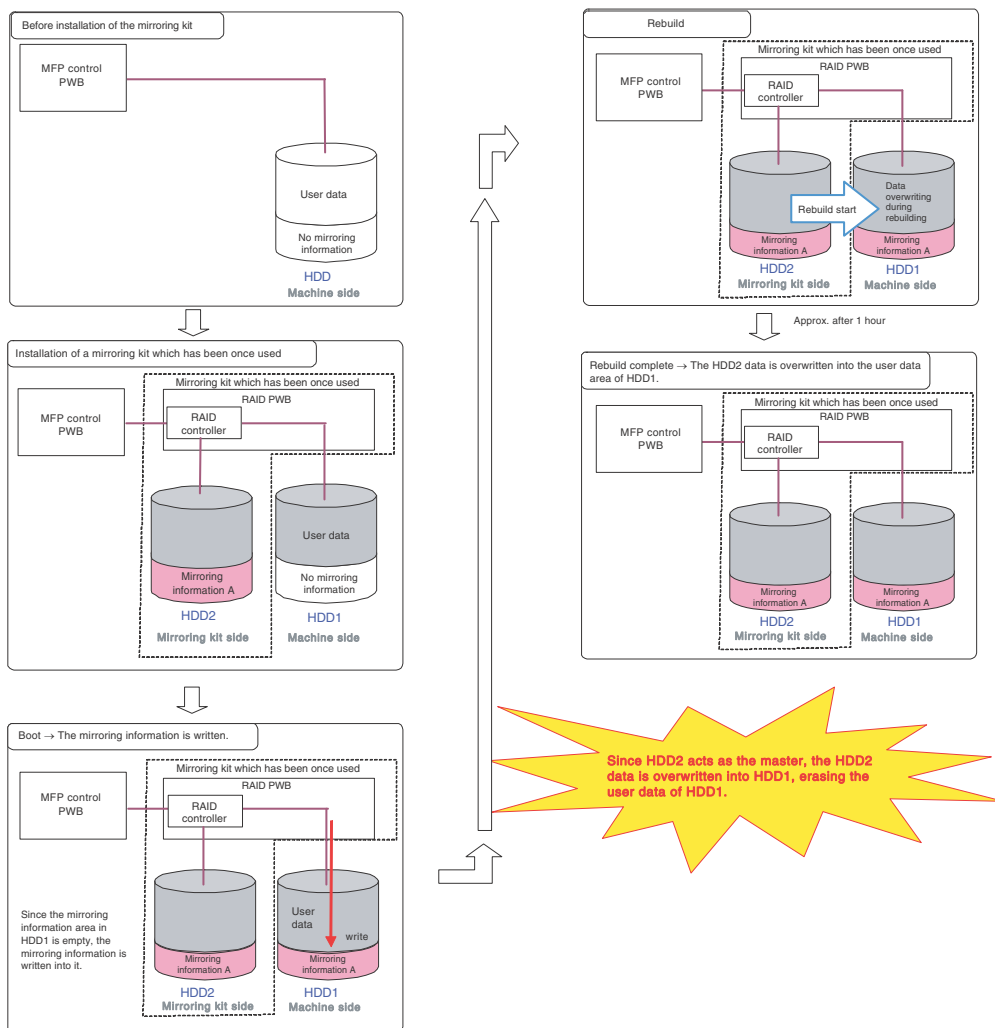 Before installation of the mirroring kit
MFP control
PWB
User data
No mirroring
information
HDD
Machine side
Installation of a mirroring kit which has been once used
Mirroring kit which has been once used
RAID PWB
MFP control
PWB
RAID
controller
User data
Mirroring
information A
No mirroring
information
HDD2
HDD1
Mirroring kit side
Machine side
Boot → The mirroring information is written.
Mirroring kit which has been once used
RAID PWB
MFP control
PWB
RAID
controller
Since the mirroring
information area in
HDD1 is empty, the
mirroring information is
written into it.
User
data
write
Mirroring
information A
Mirroring
information A
HDD2
HDD1
Mirroring kit side
Machine side
Rebuild
Mirroring kit which has been once used
RAID PWB
MFP control
PWB
RAID
controller
Rebuild start
Data
overwriting
during
rebuilding
Mirroring
information A
Mirroring
information A
HDD2
HDD1
Mirroring kit side
Machine side
Approx. after 1 hour
Rebuild complete → The HDD2 data is overwritten into the user data
area of HDD1.
Mirroring kit which has been once used
RAID PWB
MFP control
PWB
RAID
controller
Mirroring
information A
Mirroring
information A
HDD2
HDD1
Mirroring kit side
Machine side
Since HDD2 acts as the master, the HDD2
data is overwritten into HDD1, erasing the
user data of HDD1.